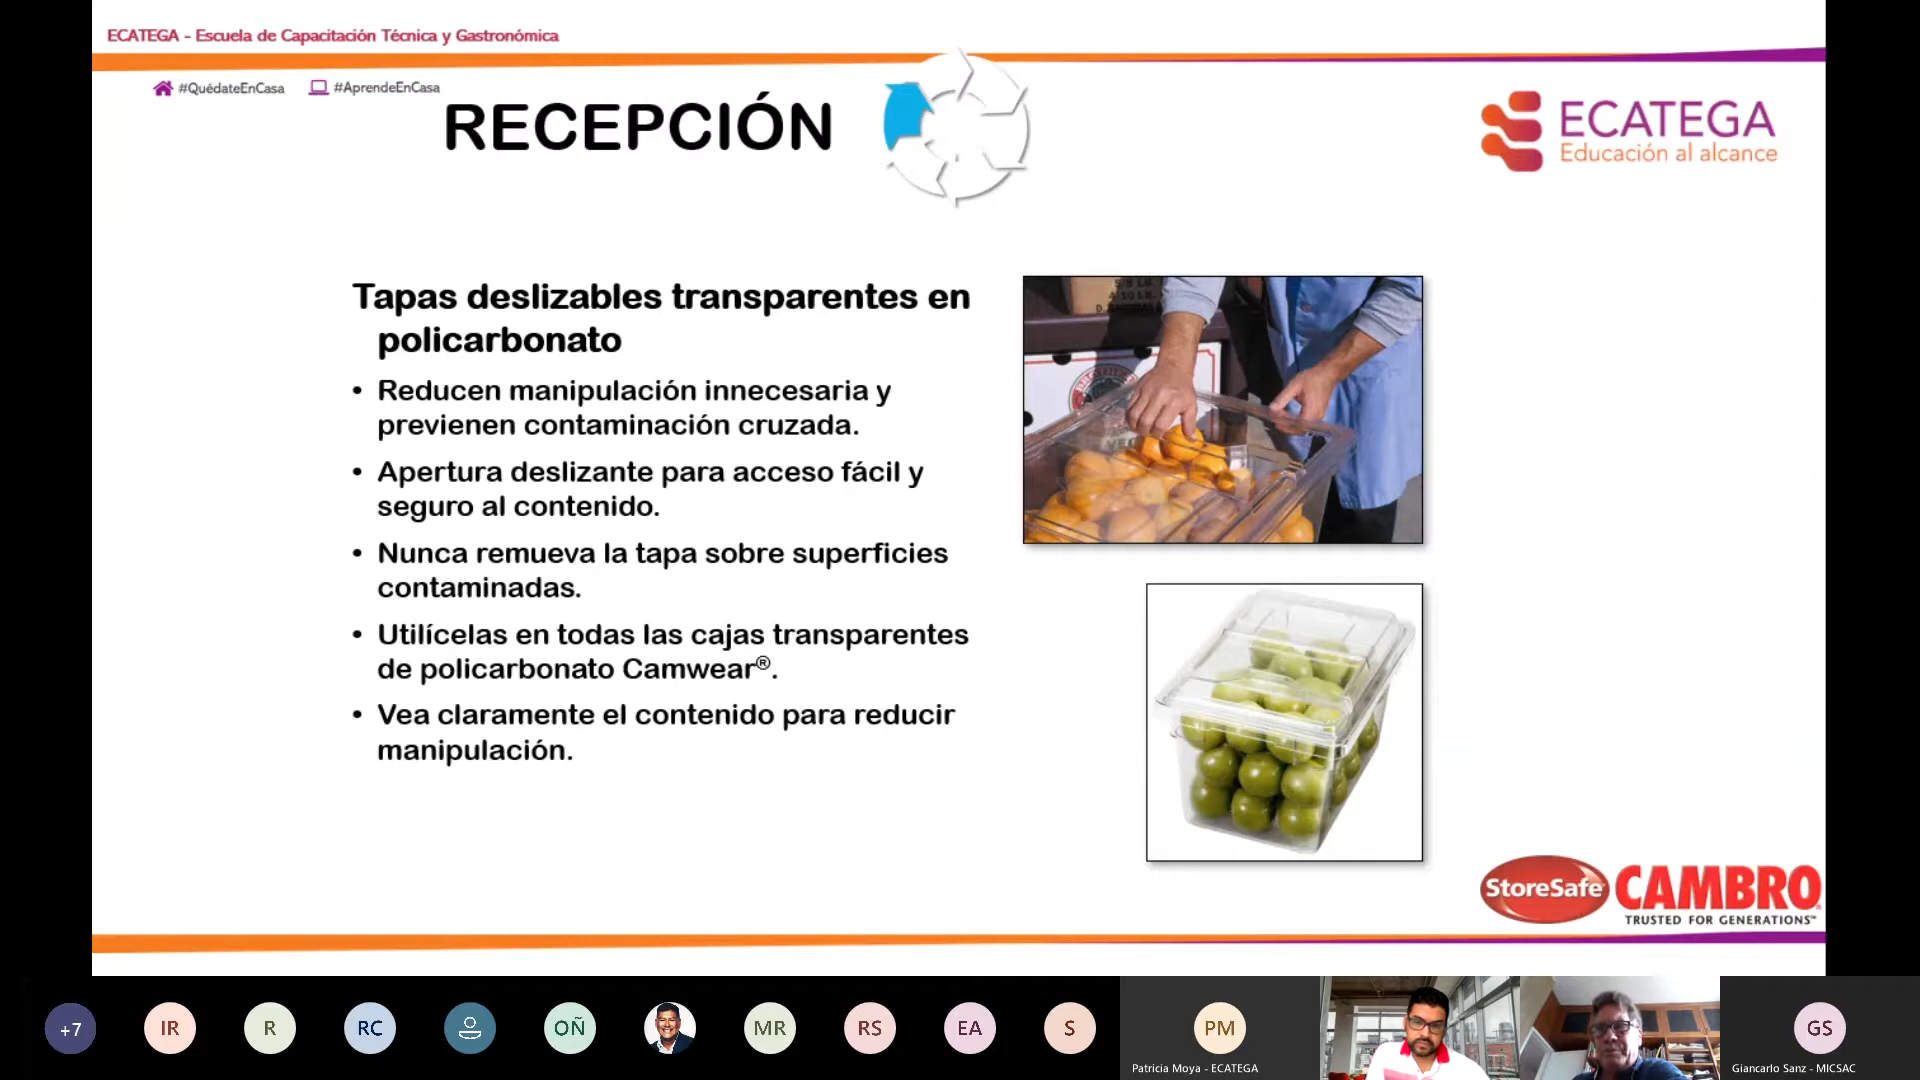 ECATEGA - Escuela de Capacitación Técnica y Gastronómica
#QuédateEnCasa #AprendeEnCasa
RECEPCIÓN
ECATEGA
Educación al alcance
Tapas deslizables transparentes en
policarbonato
• Reducen manipulación innecesaria y
previenen contaminación cruzada.
• Apertura deslizante para acceso fácil y
seguro al contenido.
• Nunca remueva la tapa sobre superficies
contaminadas.
• Utilícelas en todas las cajas transparentes
de policarbonato Camwear®.
• Vea claramente el contenido para reducir
manipulación.
StoreSafe CAMBRO
TRUSTED FOR GENERATIONS™
+7 IR R RC OÑ MR RS EA S PM GS
Patricia Moya - ECATEGA
Giancarlo Sanz - MICSAC